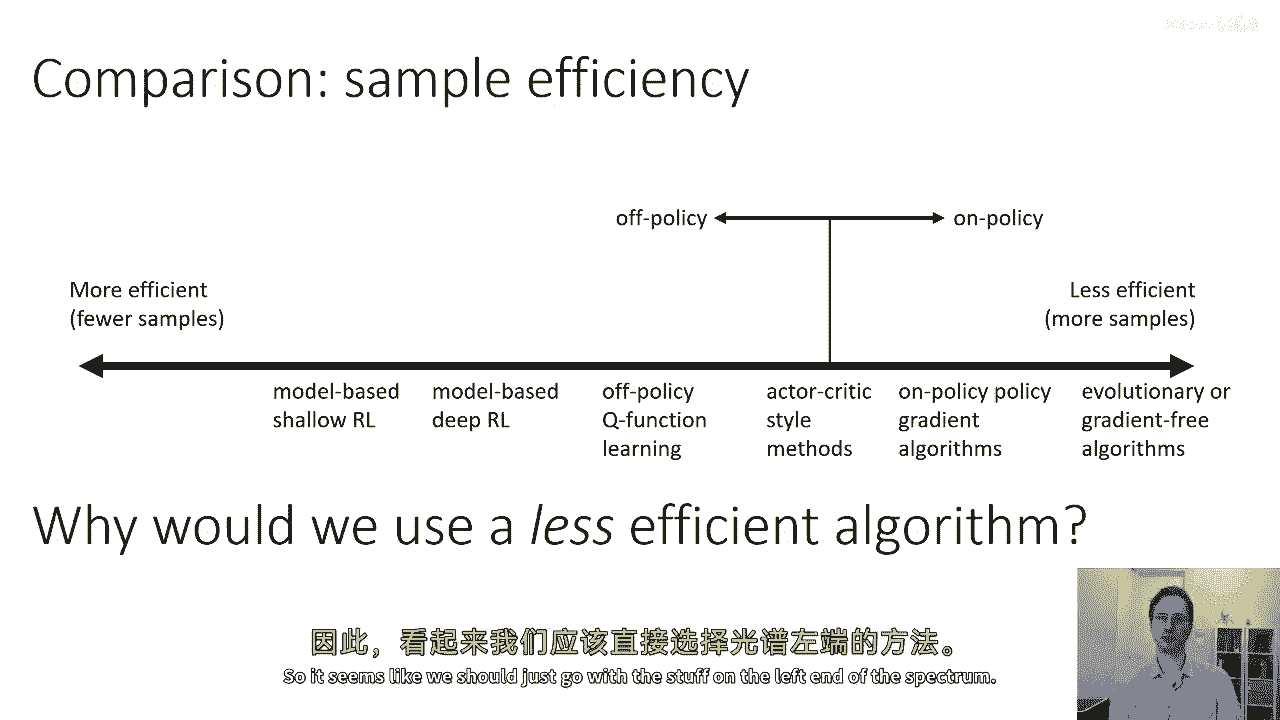 Comparison: sample efficiency
off-policy
on-policy
More efficient
(fewer samples)
Less efficient
(more samples)
model-based
shallow RL
model-based
deep RL
off-policy
Q-function
learning
actor-critic
style
methods
on-policy policy
gradient
algorithms
evolutionary or
gradient-free
algorithms
Why would we use a less efficient algorithm?
因此，看起来我们应该直接选择光谱左端的方法。
So it seems like we should just go with the stuff on the left end of the spectrum.